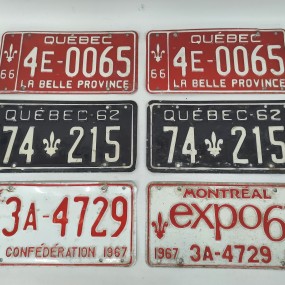 QUÉBEC
66 4E-0065
LA BELLE PROVINCE
QUÉBEC
66 4E-0065
LA BELLE PROVINCE
QUÉBEC-62
74 215
QUÉBEC-62
74 215
3A-4729
CONFÉDÉRATION 1967
MONTRÉAL
expo6
1967 3A-4729